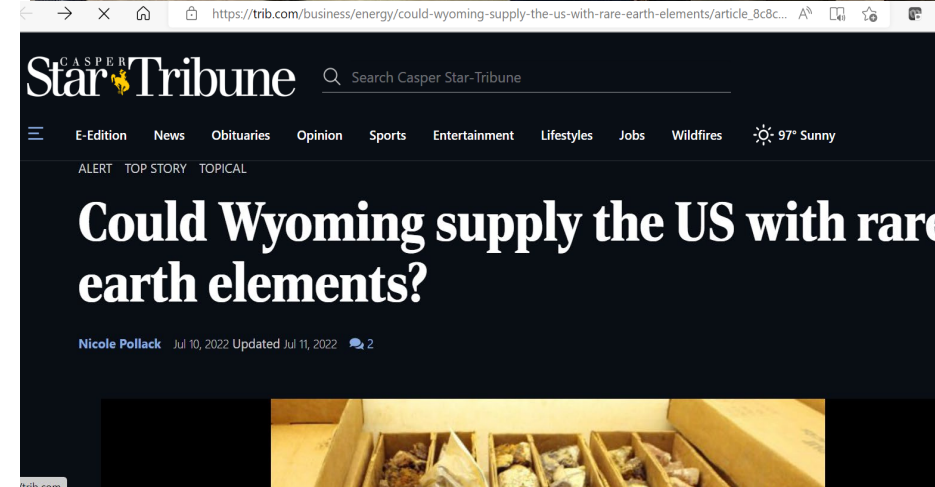 https://trib.com/business/energy/could-wyoming-supply-the-us-with-rare-earth-elements/article_8c8c...
CASPER
Star Tribune
Search Casper Star-Tribune
E-Edition News Obituaries Opinion Sports Entertainment Lifestyles Jobs Wildfires 97° Sunny
ALERT TOP STORY TOPICAL
Could Wyoming supply the US with rare
earth elements?
Nicole Pollack Jul 10, 2022 Updated Jul 11, 2022 2
/trib.com